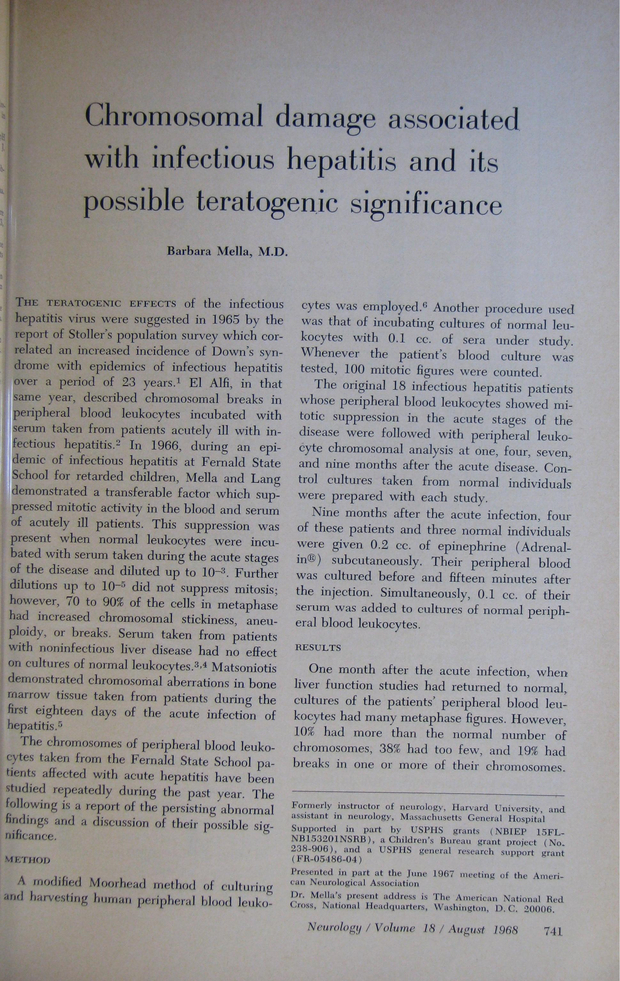 Chromosomal damage associated
with infectious hepatitis and its
possible teratogenic significance
Barbara Mella, M.D.
THE TERATOGENIC EFFECTS of the infectious
hepatitis virus were suggested in 1965 by the
report of Stoller's population survey which cor-
related an increased incidence of Down's syn-
drome with epidemics of infectious hepatitis
over a period of 23 years.¹ El Alfi, in that
same year, described chromosomal breaks in
peripheral blood leukocytes incubated with
serum taken from patients acutely ill with in-
fectious hepatitis.² In 1966, during an epi-
demic of infectious hepatitis at Fernald State
School for retarded children, Mella and Lang
demonstrated a transferable factor which sup-
pressed mitotic activity in the blood and serum
of acutely ill patients. This suppression was
present when normal leukocytes were incu-
bated with serum taken during the acute stages
of the disease and diluted up to 10⁻³. Further
dilutions up to 10⁻⁵ did not suppress mitosis;
however, 70 to 90% of the cells in metaphase
had increased chromosomal stickiness, aneu-
ploidy, or breaks. Serum taken from patients
with noninfectious liver disease had no effect
on cultures of normal leukocytes.³,⁴ Matsoniotis
demonstrated chromosomal aberrations in bone
marrow tissue taken from patients during the
first eighteen days of the acute infection of
hepatitis.⁵
The chromosomes of peripheral blood leuko-
cytes taken from the Fernald State School pa-
tients affected with acute hepatitis have been
studied repeatedly during the past year. The
following is a report of the persisting abnormal
findings and a discussion of their possible sig-
nificance.
METHOD
A modified Moorhead method of culturing
and harvesting human peripheral blood leuko-
cytes was employed.⁶ Another procedure used
was that of incubating cultures of normal leu-
kocytes with 0.1 cc. of sera under study.
Whenever the patient's blood culture was
tested, 100 mitotic figures were counted.
The original 18 infectious hepatitis patients
whose peripheral blood leukocytes showed mi-
totic suppression in the acute stages of the
disease were followed with peripheral leuko-
cyte chromosomal analysis at one, four, seven,
and nine months after the acute disease. Con-
trol cultures taken from normal individuals
were prepared with each study.
Nine months after the acute infection, four
of these patients and three normal individuals
were given 0.2 cc. of epinephrine (Adrenal-
in®) subcutaneously. Their peripheral blood
was cultured before and fifteen minutes after
the injection. Simultaneously, 0.1 cc. of their
serum was added to cultures of normal periph-
eral blood leukocytes.
RESULTS
One month after the acute infection, when
liver function studies had returned to normal,
cultures of the patients' peripheral blood leu-
kocytes had many metaphase figures. However,
10% had more than the normal number of
chromosomes, 38% had too few, and 19% had
breaks in one or more of their chromosomes.
Formerly instructor of neurology, Harvard University, and
assistant in neurology, Massachusetts General Hospital
Supported in part by USPHS grants (NBIEP 15FL-
NB153201NSRB), a Children's Bureau grant project (No.
238-906), and a USPHS general research support grant
(FR-05486-04)
Presented in part at the June 1967 meeting of the Ameri-
can Neurological Association
Dr. Mella's present address is The American National Red
Cross, National Headquarters, Washington, D. C. 20006.
Neurology / Volume 18 / August 1968 741